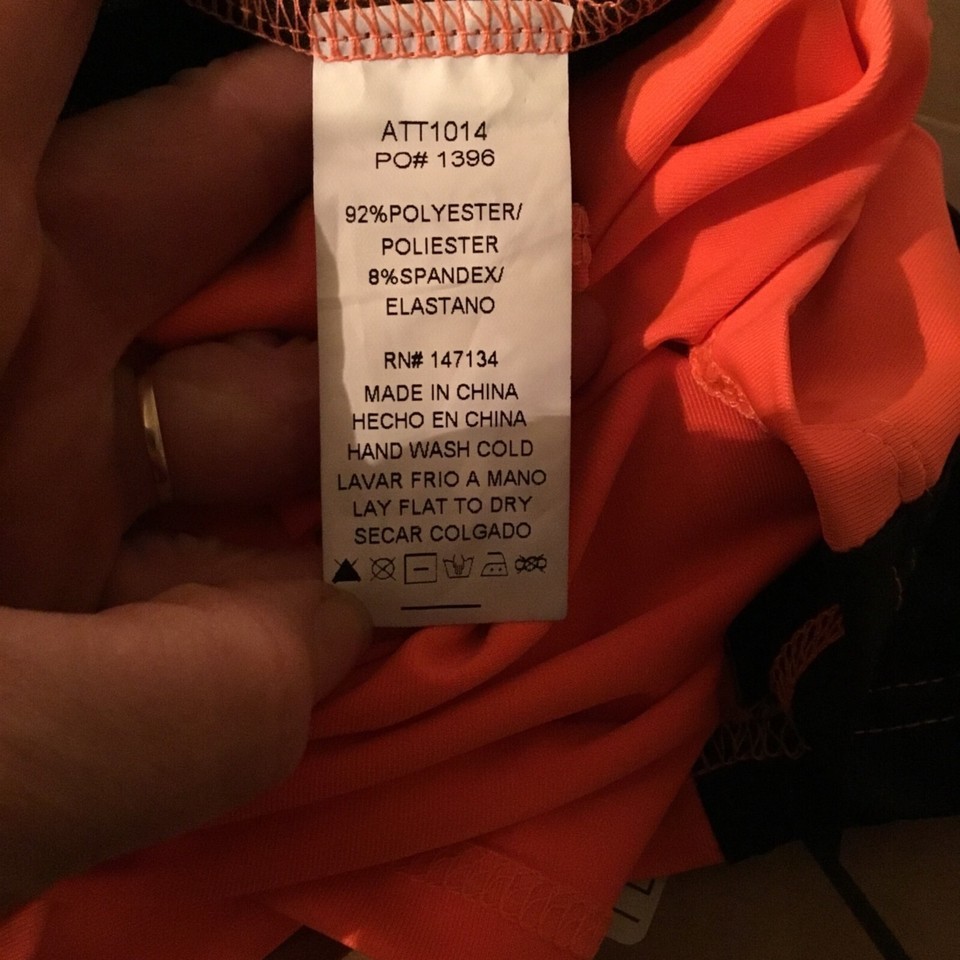 ATT1014
PO# 1396
92%POLYESTER/
POLIESTER
8%SPANDEX/
ELASTANO
RN# 147134
MADE IN CHINA
HECHO EN CHINA
HAND WASH COLD
LAVAR FRIO A MANO
LAY FLAT TO DRY
SECAR COLGADO